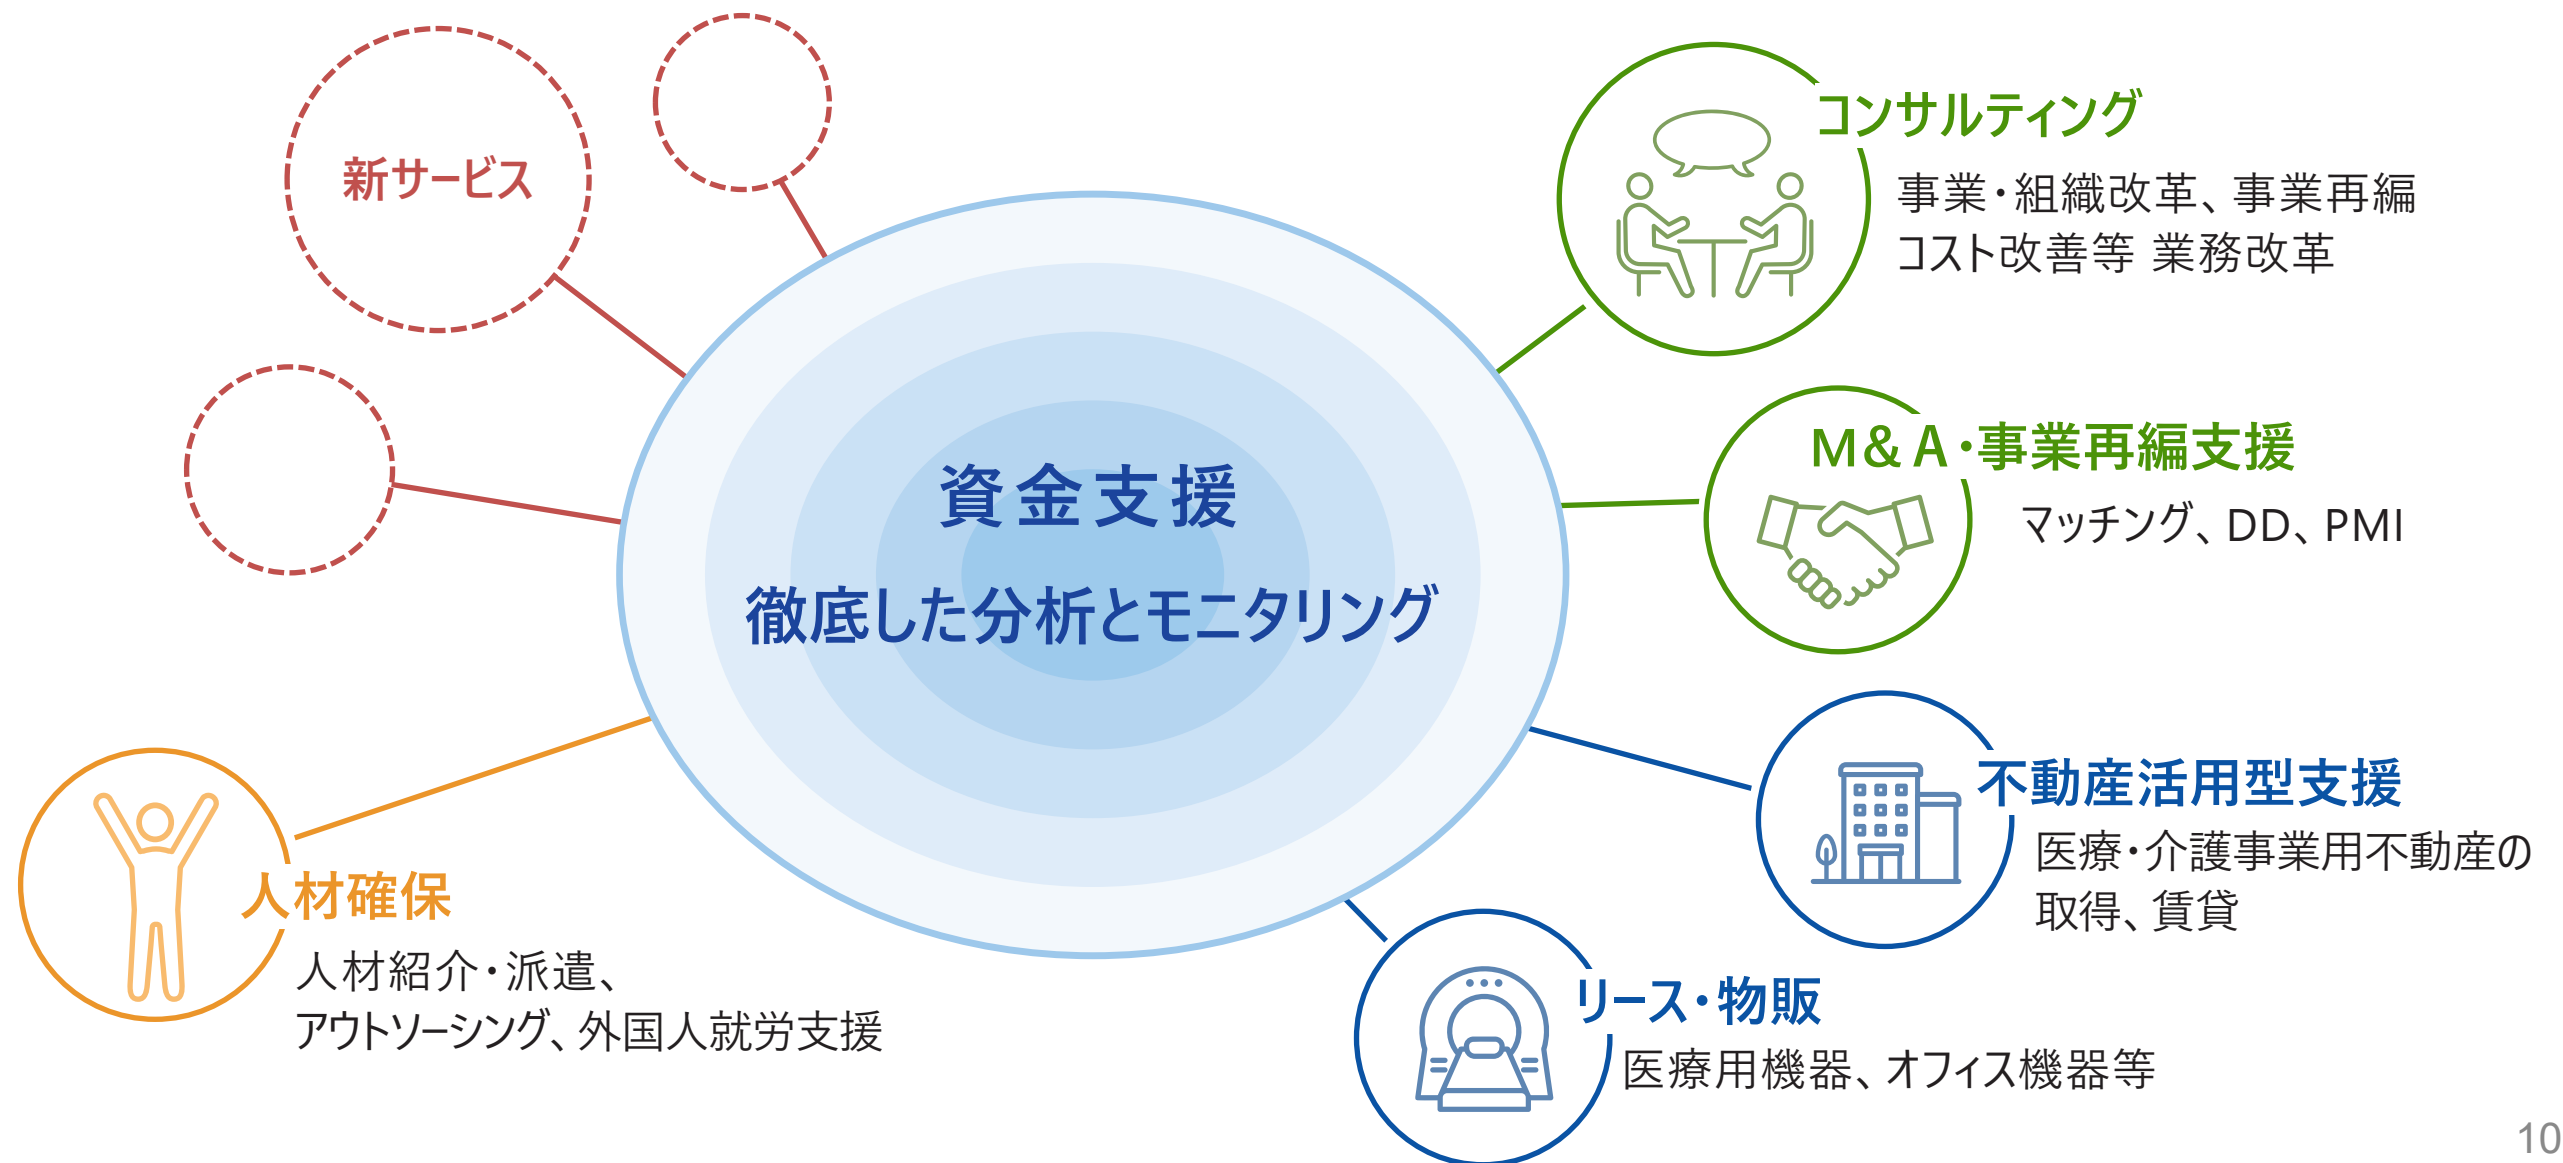 新サービス
資金支援
徹底した分析とモニタリング
コンサルティング
事業・組織改革、事業再編
コスト改善等 業務改革
M&A・事業再編支援
マッチング、DD、PMI
不動産活用型支援
医療・介護事業用不動産の
取得、賃貸
リース・物販
医療用機器、オフィス機器等
人材確保
人材紹介・派遣、
アウトソーシング、外国人就労支援
10